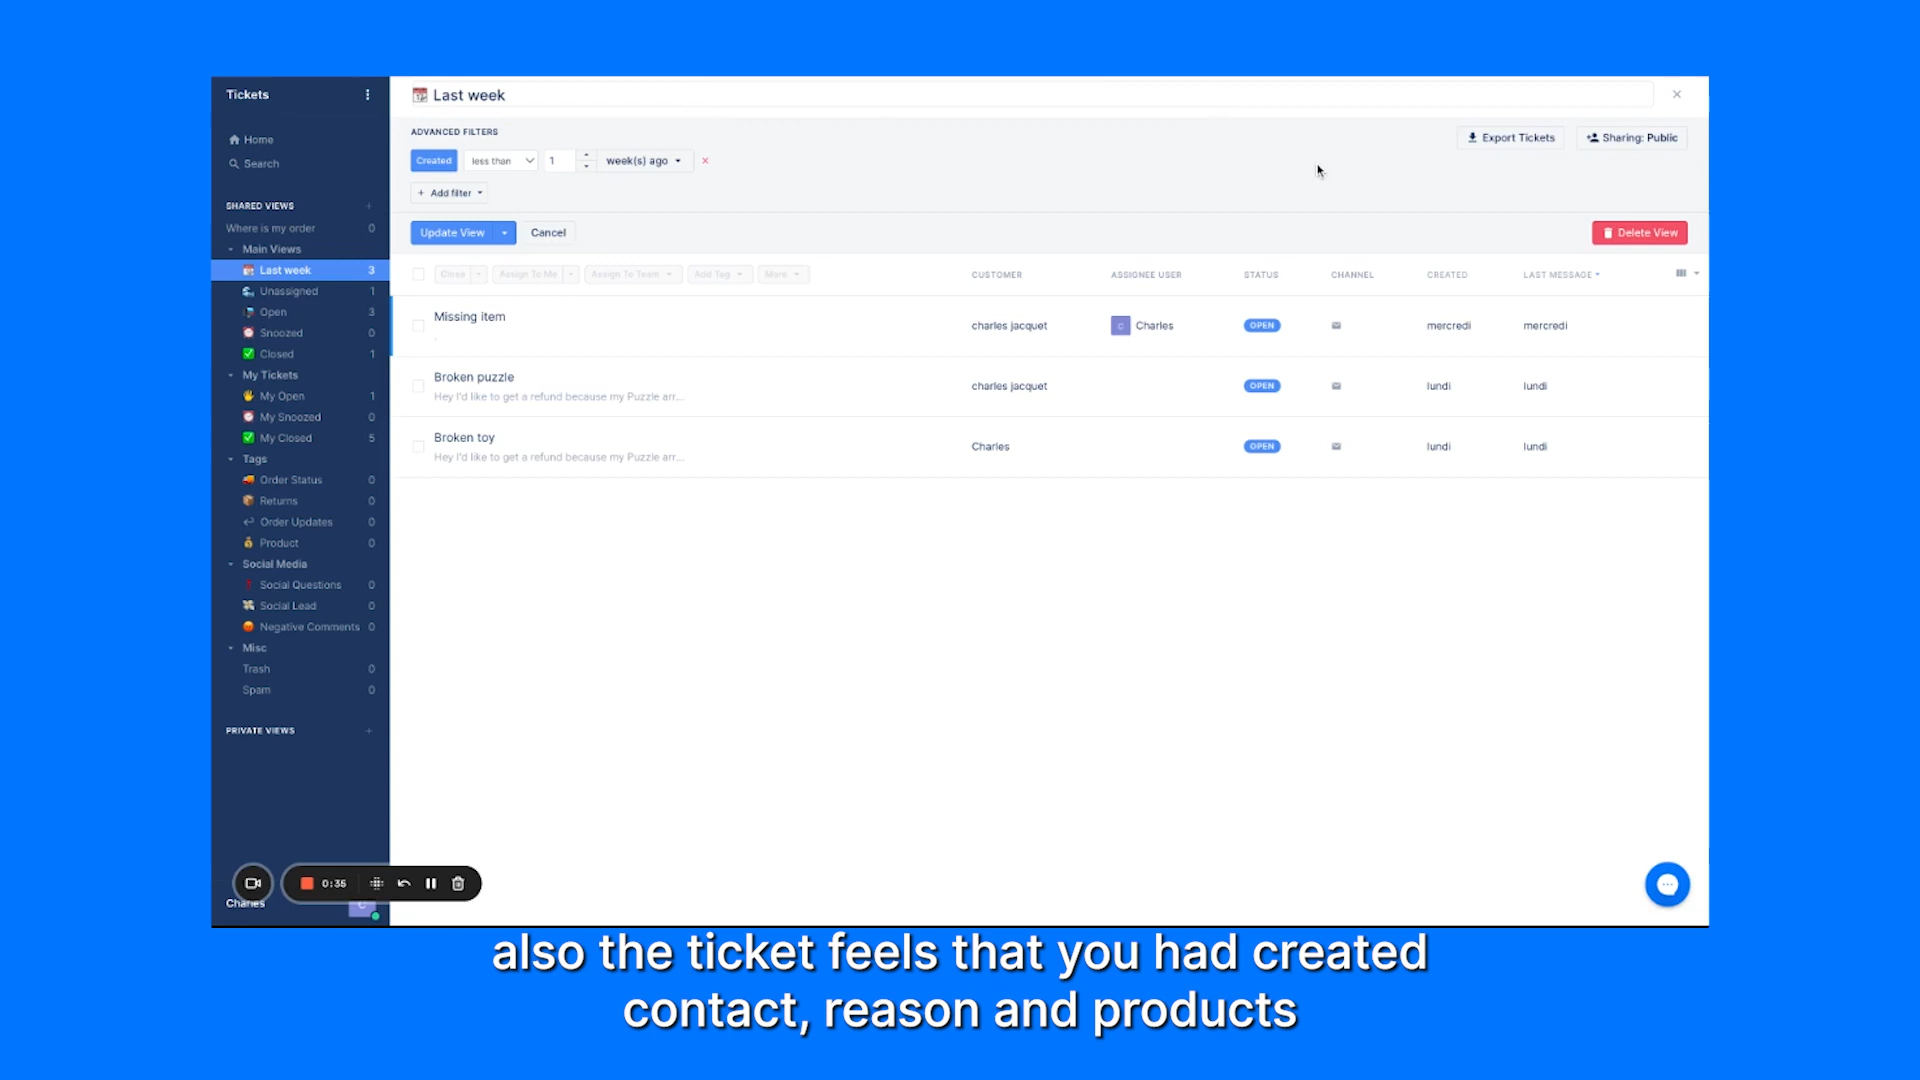 Tickets
Last week
ADVANCED FILTERS
Export Tickets
Sharing: Public
Created less than 1 week(s) ago
+ Add filter
Update View
Cancel
Delete View
Home
Search
SHARED VIEWS
Where is my order 0
Main Views
Last week 3
Unassigned 1
Open 3
Snoozed 0
Closed 1
My Tickets
My Open 1
My Snoozed 0
My Closed 5
Tags
Order Status 0
Returns 0
Order Updates 0
Product 0
Social Media
Social Questions 0
Social Lead 0
Negative Comments 0
Misc
Trash 0
Spam 0
PRIVATE VIEWS
Close Assign To Me Assign To Team Add Tag More CUSTOMER ASSIGNEE USER STATUS CHANNEL CREATED LAST MESSAGE
Missing item
.
charles jacquet C Charles OPEN mercredi mercredi
Broken puzzle
Hey I'd like to get a refund because my Puzzle arr...
charles jacquet OPEN lundi lundi
Broken toy
Hey I'd like to get a refund because my Puzzle arr...
Charles OPEN lundi lundi
0:35
Charles C
also the ticket feels that you had created
contact, reason and products